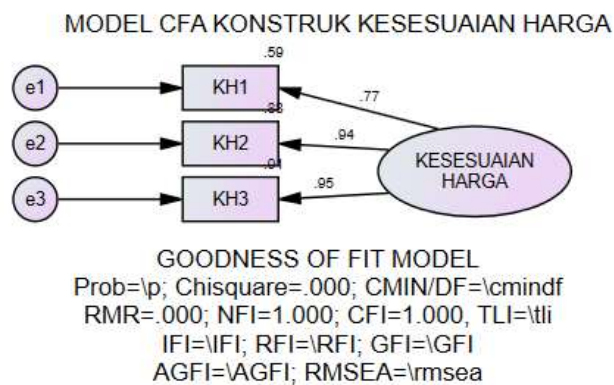 MODEL CFA KONSTRUK KESESUAIAN HARGA
.59
e1
KH1
.77
.88
e2
KH2
.94
KESESUAIAN
HARGA
.91
e3
KH3
.95
GOODNESS OF FIT MODEL
Prob=\p; Chisquare=.000; CMIN/DF=\cmindf
RMR=.000; NFI=1.000; CFI=1.000, TLI=\tli
IFI=\IFI; RFI=\RFI; GFI=\GFI
AGFI=\AGFI; RMSEA=\rmsea